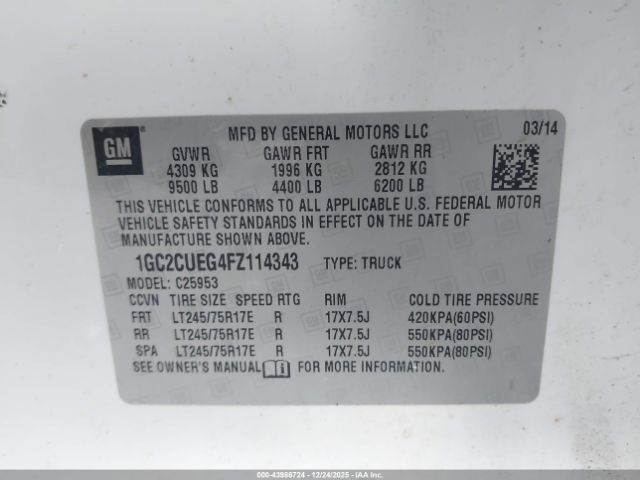 GM
MFD BY GENERAL MOTORS LLC 03/14
GVWR GAWR FRT GAWR RR
4309 KG 1996 KG 2812 KG
9500 LB 4400 LB 6200 LB
THIS VEHICLE CONFORMS TO ALL APPLICABLE U.S. FEDERAL MOTOR
VEHICLE SAFETY STANDARDS IN EFFECT ON THE DATE OF
MANUFACTURE SHOWN ABOVE.
1GC2CUEG4FZ114343 TYPE: TRUCK
MODEL: C25953
CCVN TIRE SIZE SPEED RTG RIM COLD TIRE PRESSURE
FRT LT245/75R17E R 17X7.5J 420KPA(60PSI)
RR LT245/75R17E R 17X7.5J 550KPA(80PSI)
SPA LT245/75R17E R 17X7.5J 550KPA(80PSI)
SEE OWNER'S MANUAL FOR MORE INFORMATION.
000-43986724 - 12/24/2025 - IAAI.COM